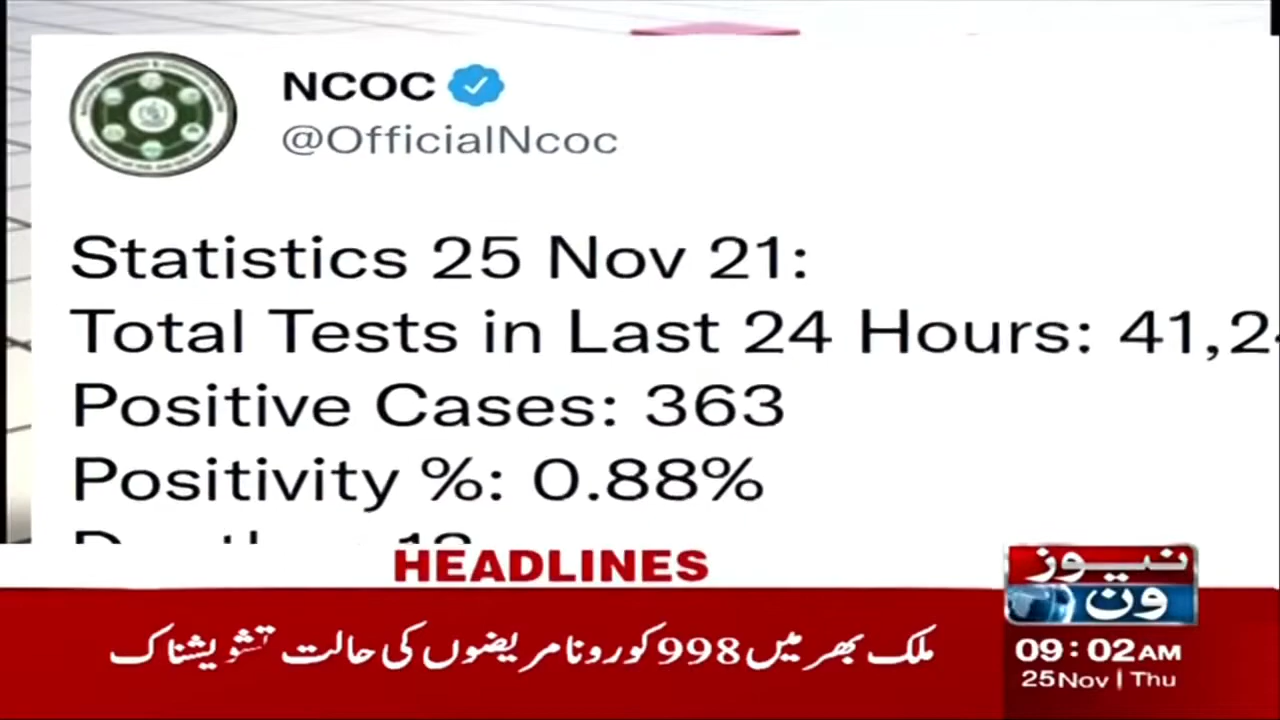 NCOC
@OfficialNcoc
Statistics 25 Nov 21:
Total Tests in Last 24 Hours: 41,2
Positive Cases: 363
Positivity %: 0.88%
HEADLINES
ملک بھر میں 998 کورونا مریضوں کی حالت تشویشناک
نیوز
ون
09:02AM
25Nov | Thu